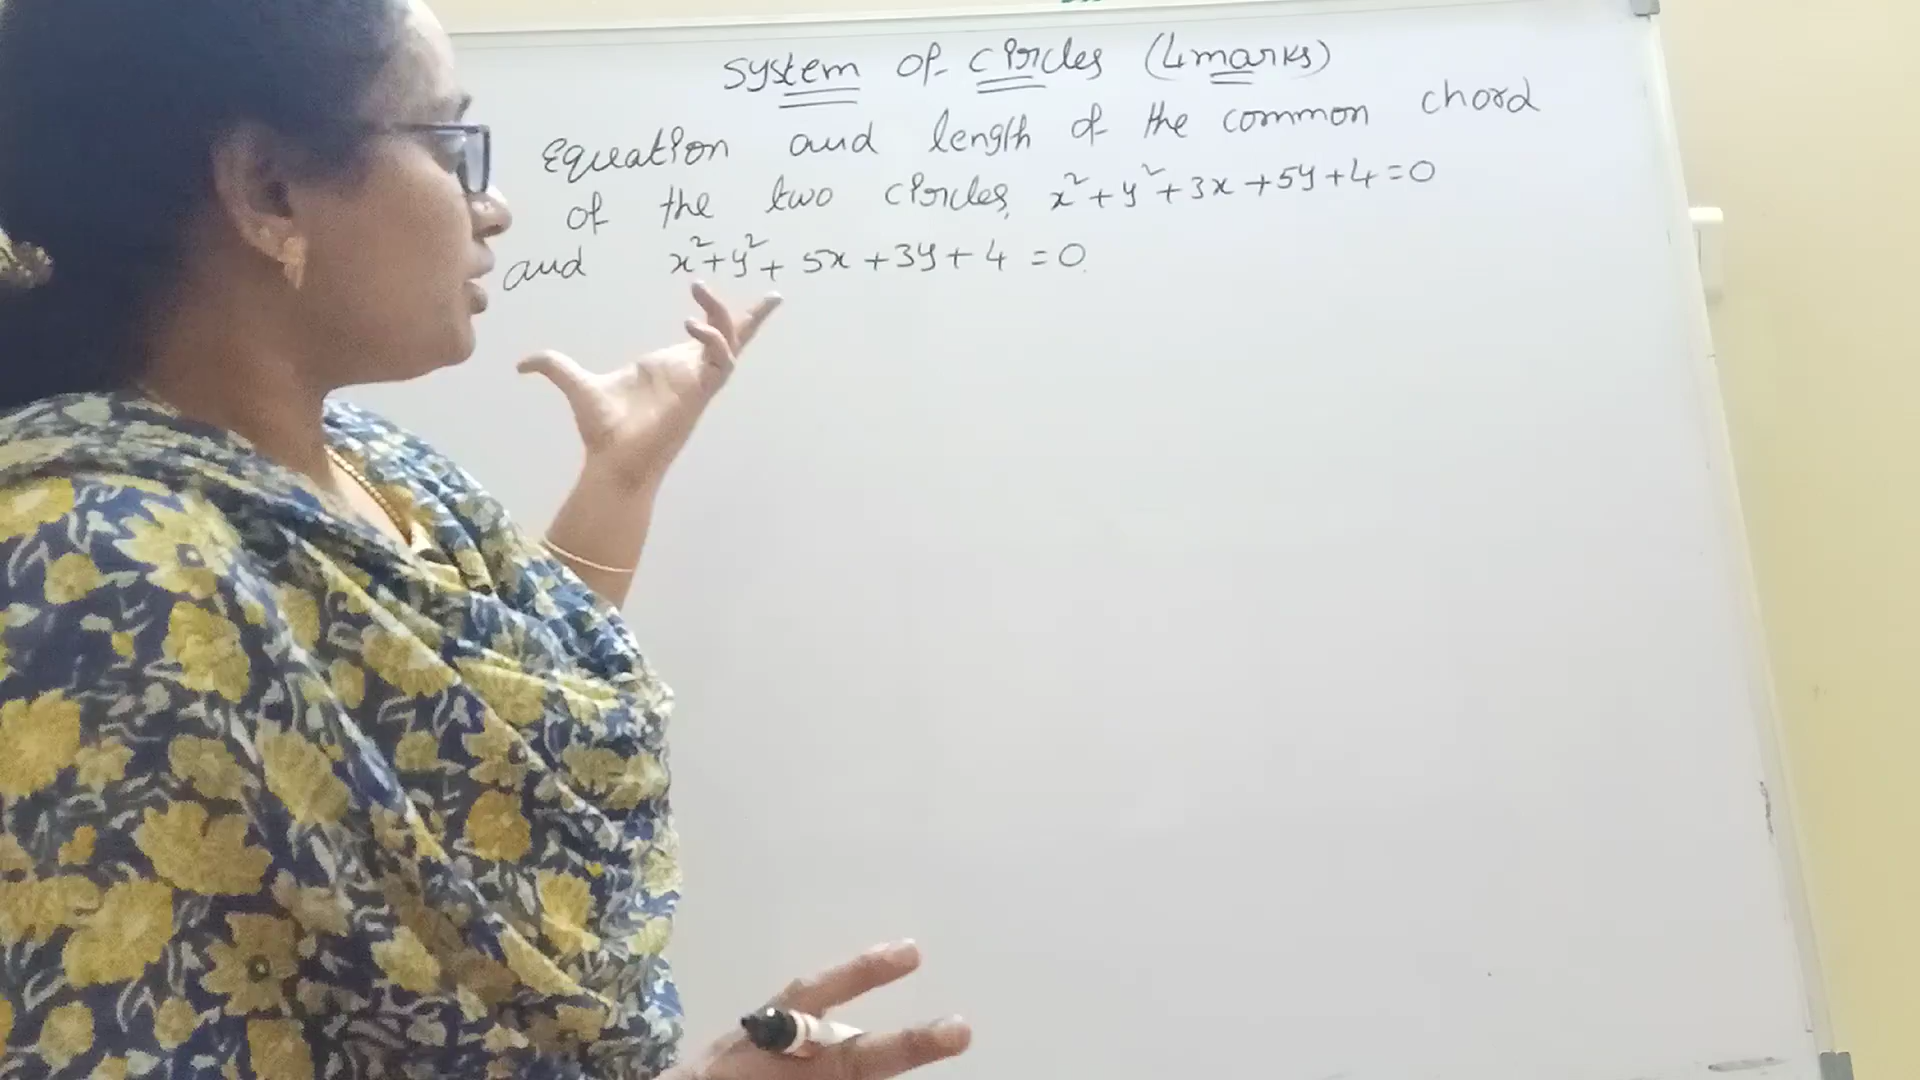 System of circles (4marks)
Equation and length of the common chord
of the two circles, x²+y²+3x+5y+4=0
and x²+y²+5x+3y+4=0.